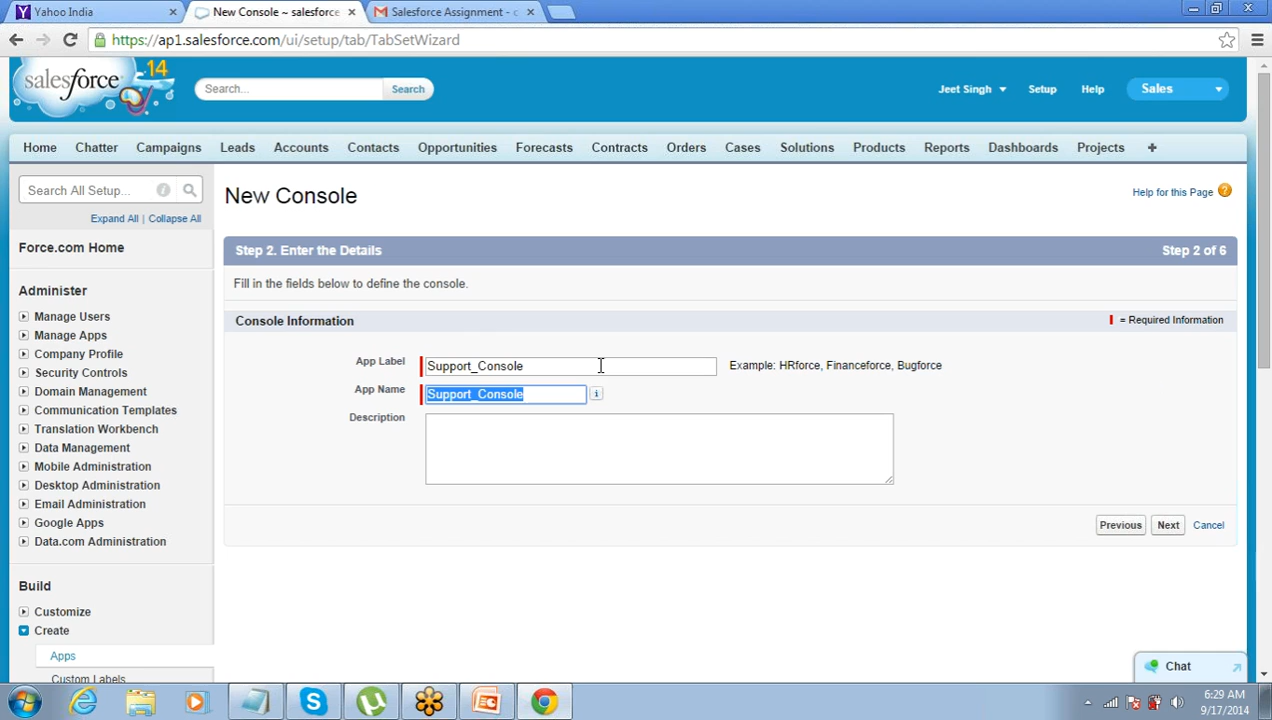 Yahoo India
New Console ~ salesforce
Salesforce Assignment - c
https://ap1.salesforce.com/ui/setup/tab/TabSetWizard
salesforce
14
Search...
Search
Jeet Singh
Setup
Help
Sales
Home
Chatter
Campaigns
Leads
Accounts
Contacts
Opportunities
Forecasts
Contracts
Orders
Cases
Solutions
Products
Reports
Dashboards
Projects
+
Search All Setup...
Expand All | Collapse All
Force.com Home
Administer
Manage Users
Manage Apps
Company Profile
Security Controls
Domain Management
Communication Templates
Translation Workbench
Data Management
Mobile Administration
Desktop Administration
Email Administration
Google Apps
Data.com Administration
Build
Customize
Create
Apps
Custom Labels
New Console
Help for this Page
Step 2. Enter the Details
Step 2 of 6
Fill in the fields below to define the console.
Console Information
= Required Information
App Label
Support_Console
Example: HRforce, Financeforce, Bugforce
App Name
Support_Console
Description
Previous
Next
Cancel
Chat
6:29 AM
9/17/2014